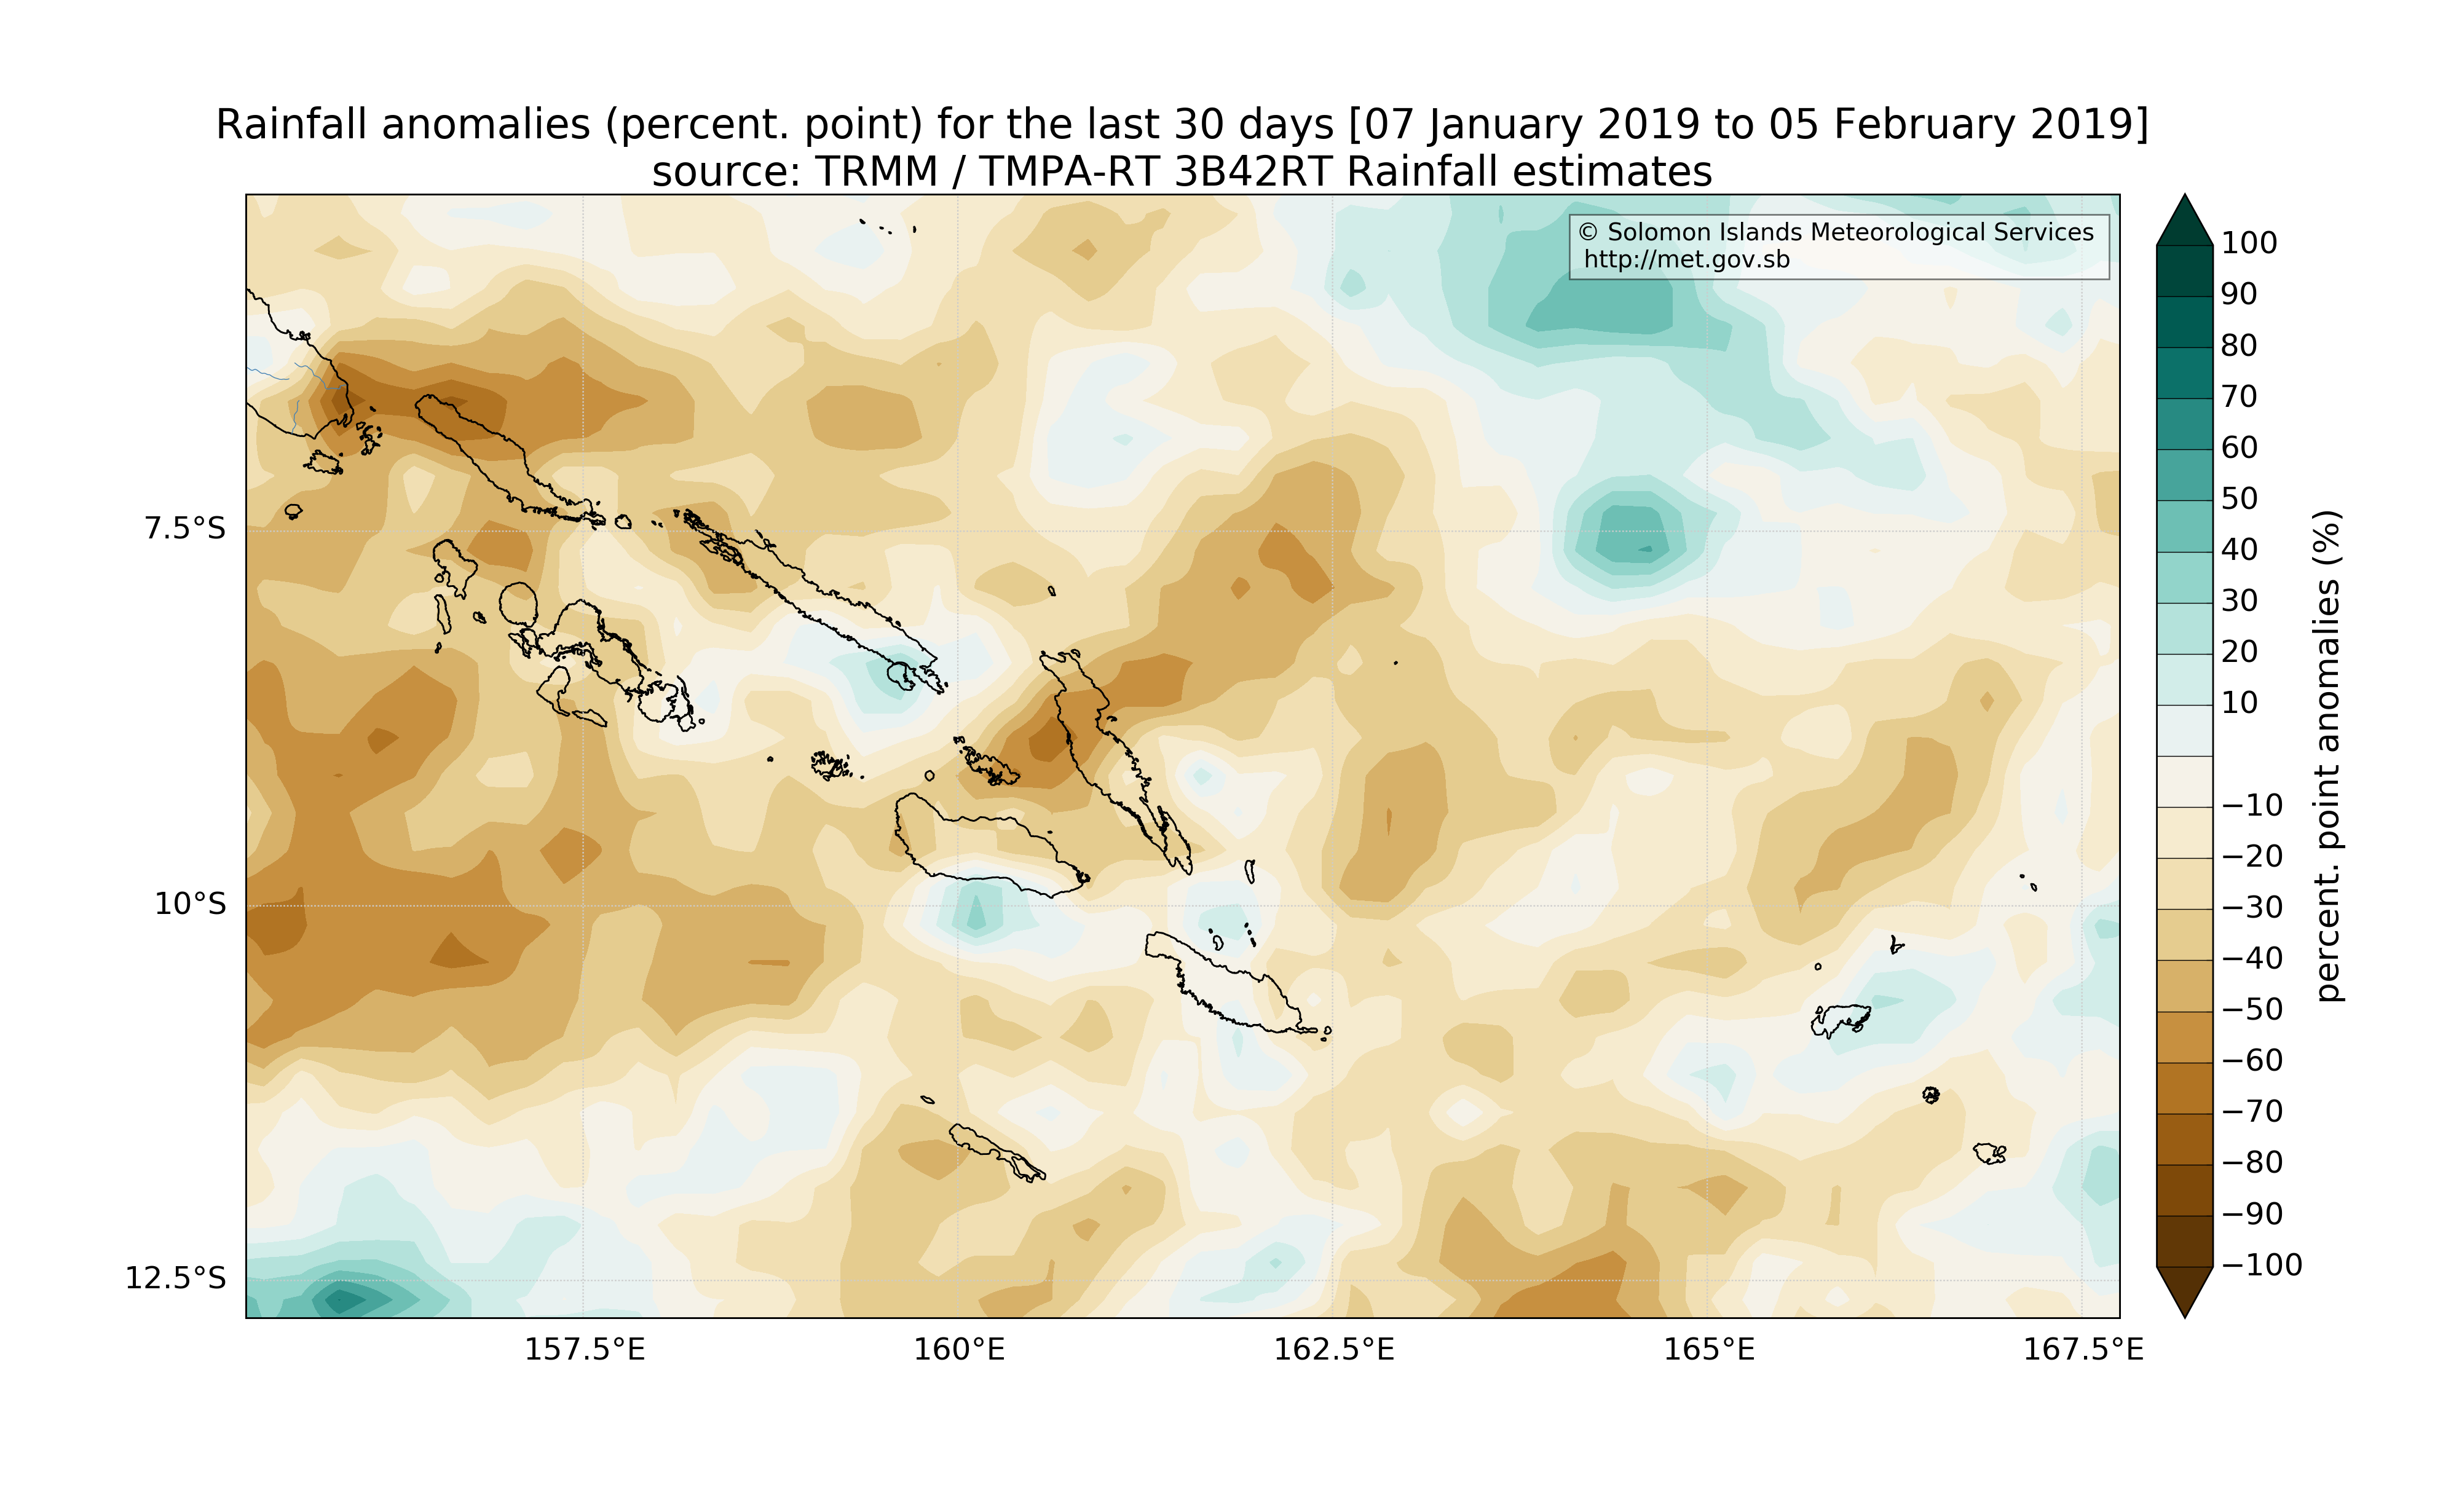 Rainfall anomalies (percent. point) for the last 30 days [07 January 2019 to 05 February 2019]
source: TRMM / TMPA-RT 3B42RT Rainfall estimates
© Solomon Islands Meteorological Services
http://met.gov.sb
7.5°S
10°S
12.5°S
157.5°E
160°E
162.5°E
165°E
167.5°E
100
90
80
70
60
50
40
30
20
10
−10
−20
−30
−40
−50
−60
−70
−80
−90
−100
percent. point anomalies (%)